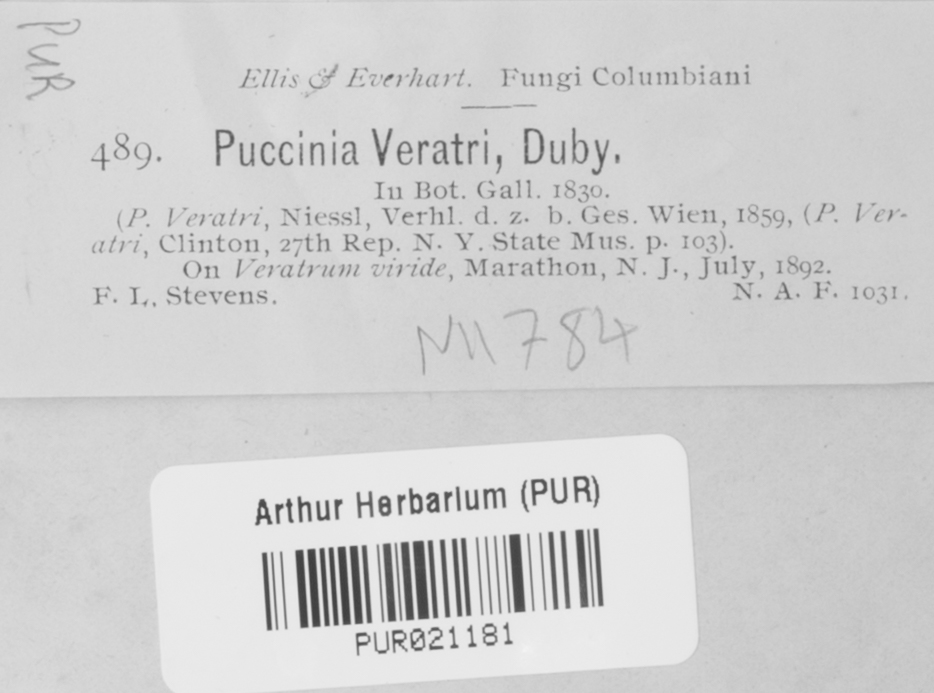 PUR
Ellis & Everhart. Fungi Columbiani
489. Puccinia Veratri, Duby.
In Bot. Gall. 1830.
(P. Veratri, Niessl, Verhl. d. z. b. Ges. Wien, 1859, (P. Ver-
atri, Clinton, 27th Rep. N. Y. State Mus. p. 103).
On Veratrum viride, Marathon, N. J., July, 1892.
F. L. Stevens. N. A. F. 1031.
784
Arthur Herbarium (PUR)
PUR021181